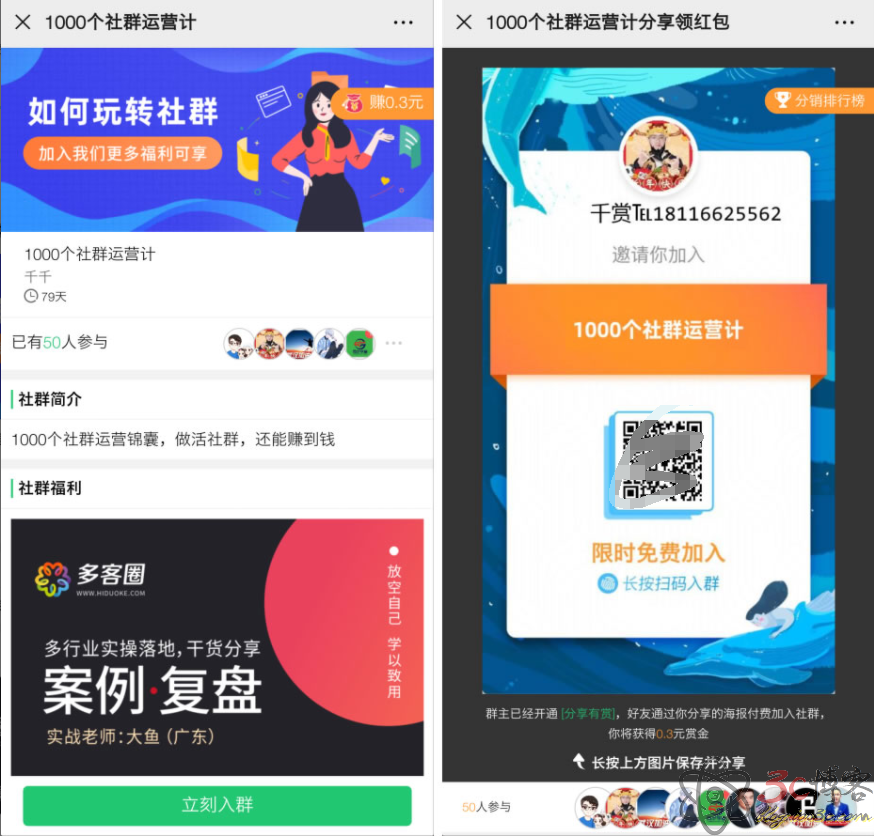 1000个社群运营计
如何玩转社群
赚0.3元
加入我们更多福利可享
1000个社群运营计
千千
79天
已有50人参与
社群简介
1000个社群运营锦囊，做活社群，还能赚到钱
社群福利
多客圈
WWW.HIDUOKE.COM
放空自己 学以致用
多行业实操落地,干货分享
案例·复盘
实战老师:大鱼（广东）
立刻入群
1000个社群运营计分享领红包
分销排行榜
千赏℡18116625562
邀请你加入
1000个社群运营计
限时免费加入
长按扫码入群
群主已经开通 [分享有赏]，好友通过你分享的海报付费加入社群，
你将获得0.3元赏金
长按上方图片保存并分享
50人参与
3c博客